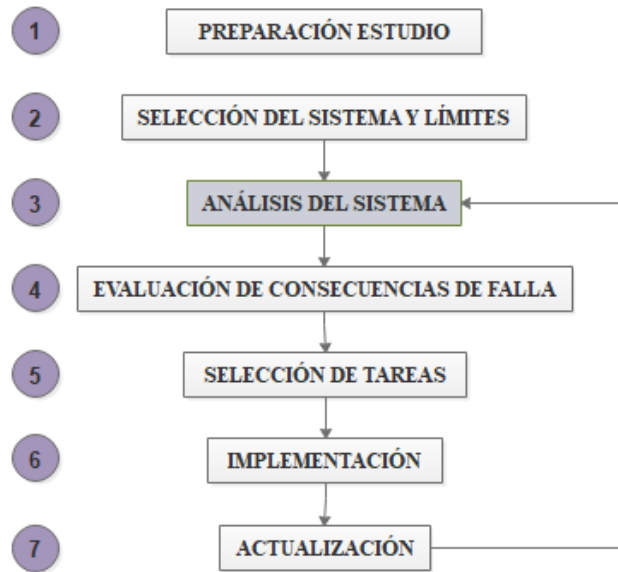 1 PREPARACIÓN ESTUDIO
2 SELECCIÓN DEL SISTEMA Y LÍMITES
3 ANÁLISIS DEL SISTEMA
4 EVALUACIÓN DE CONSECUENCIAS DE FALLA
5 SELECCIÓN DE TAREAS
6 IMPLEMENTACIÓN
7 ACTUALIZACIÓN